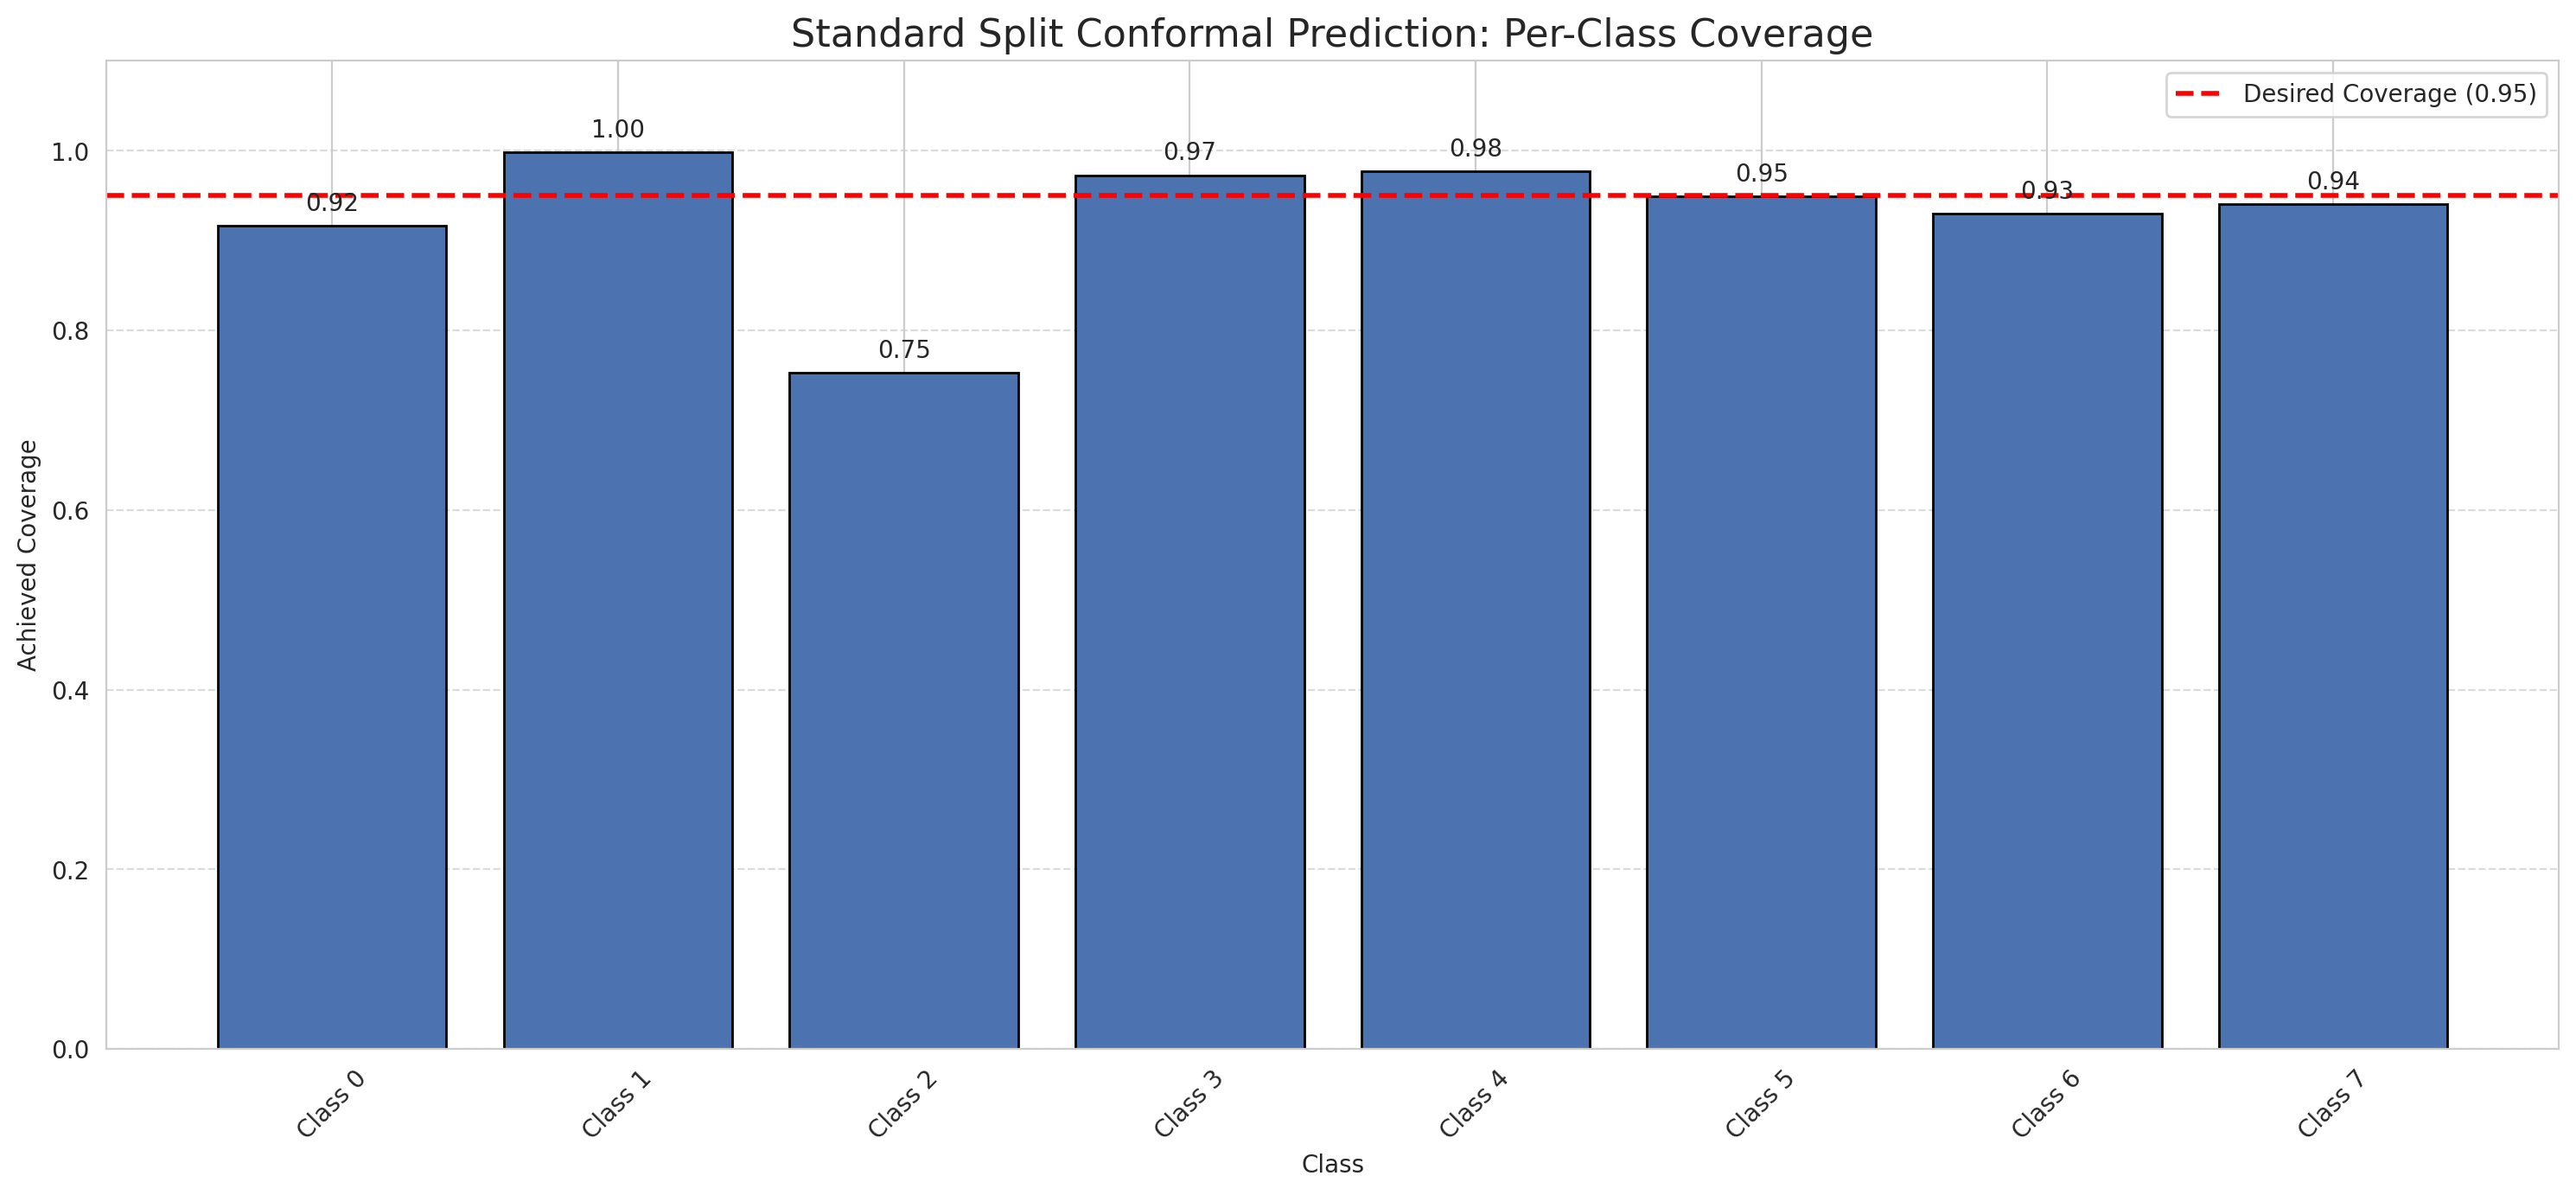 Standard Split Conformal Prediction: Per-Class Coverage
Desired Coverage (0.95)
Achieved Coverage
1.0
0.8
0.6
0.4
0.2
0.0
0.92
1.00
0.75
0.97
0.98
0.95
0.93
0.94
Class 0
Class 1
Class 2
Class 3
Class 4
Class 5
Class 6
Class 7
Class